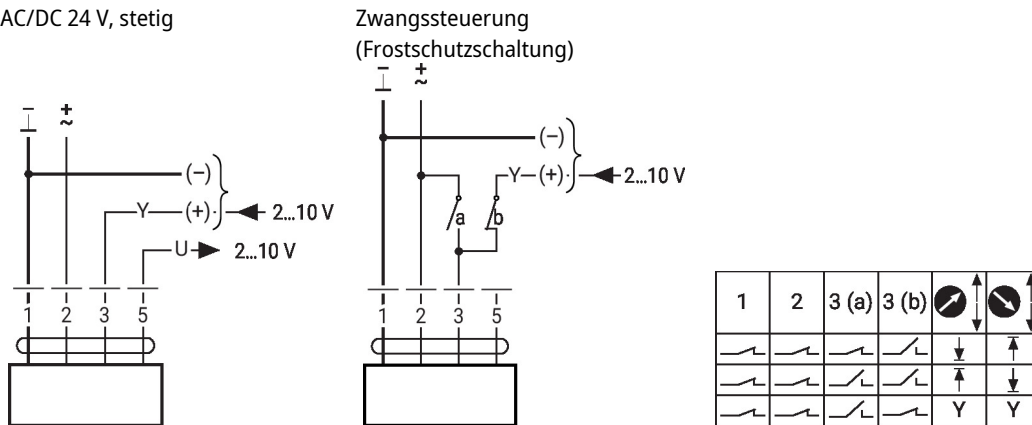 AC/DC 24 V, stetig
– +
⊥ ~
(–)
Y (+) 2...10 V
U 2...10 V
1 2 3 5
Zwangssteuerung
(Frostschutzschaltung)
– +
⊥ ~
(–)
Y (+) 2...10 V
a b
1 2 3 5
1 2 3 (a) 3 (b)
Y Y